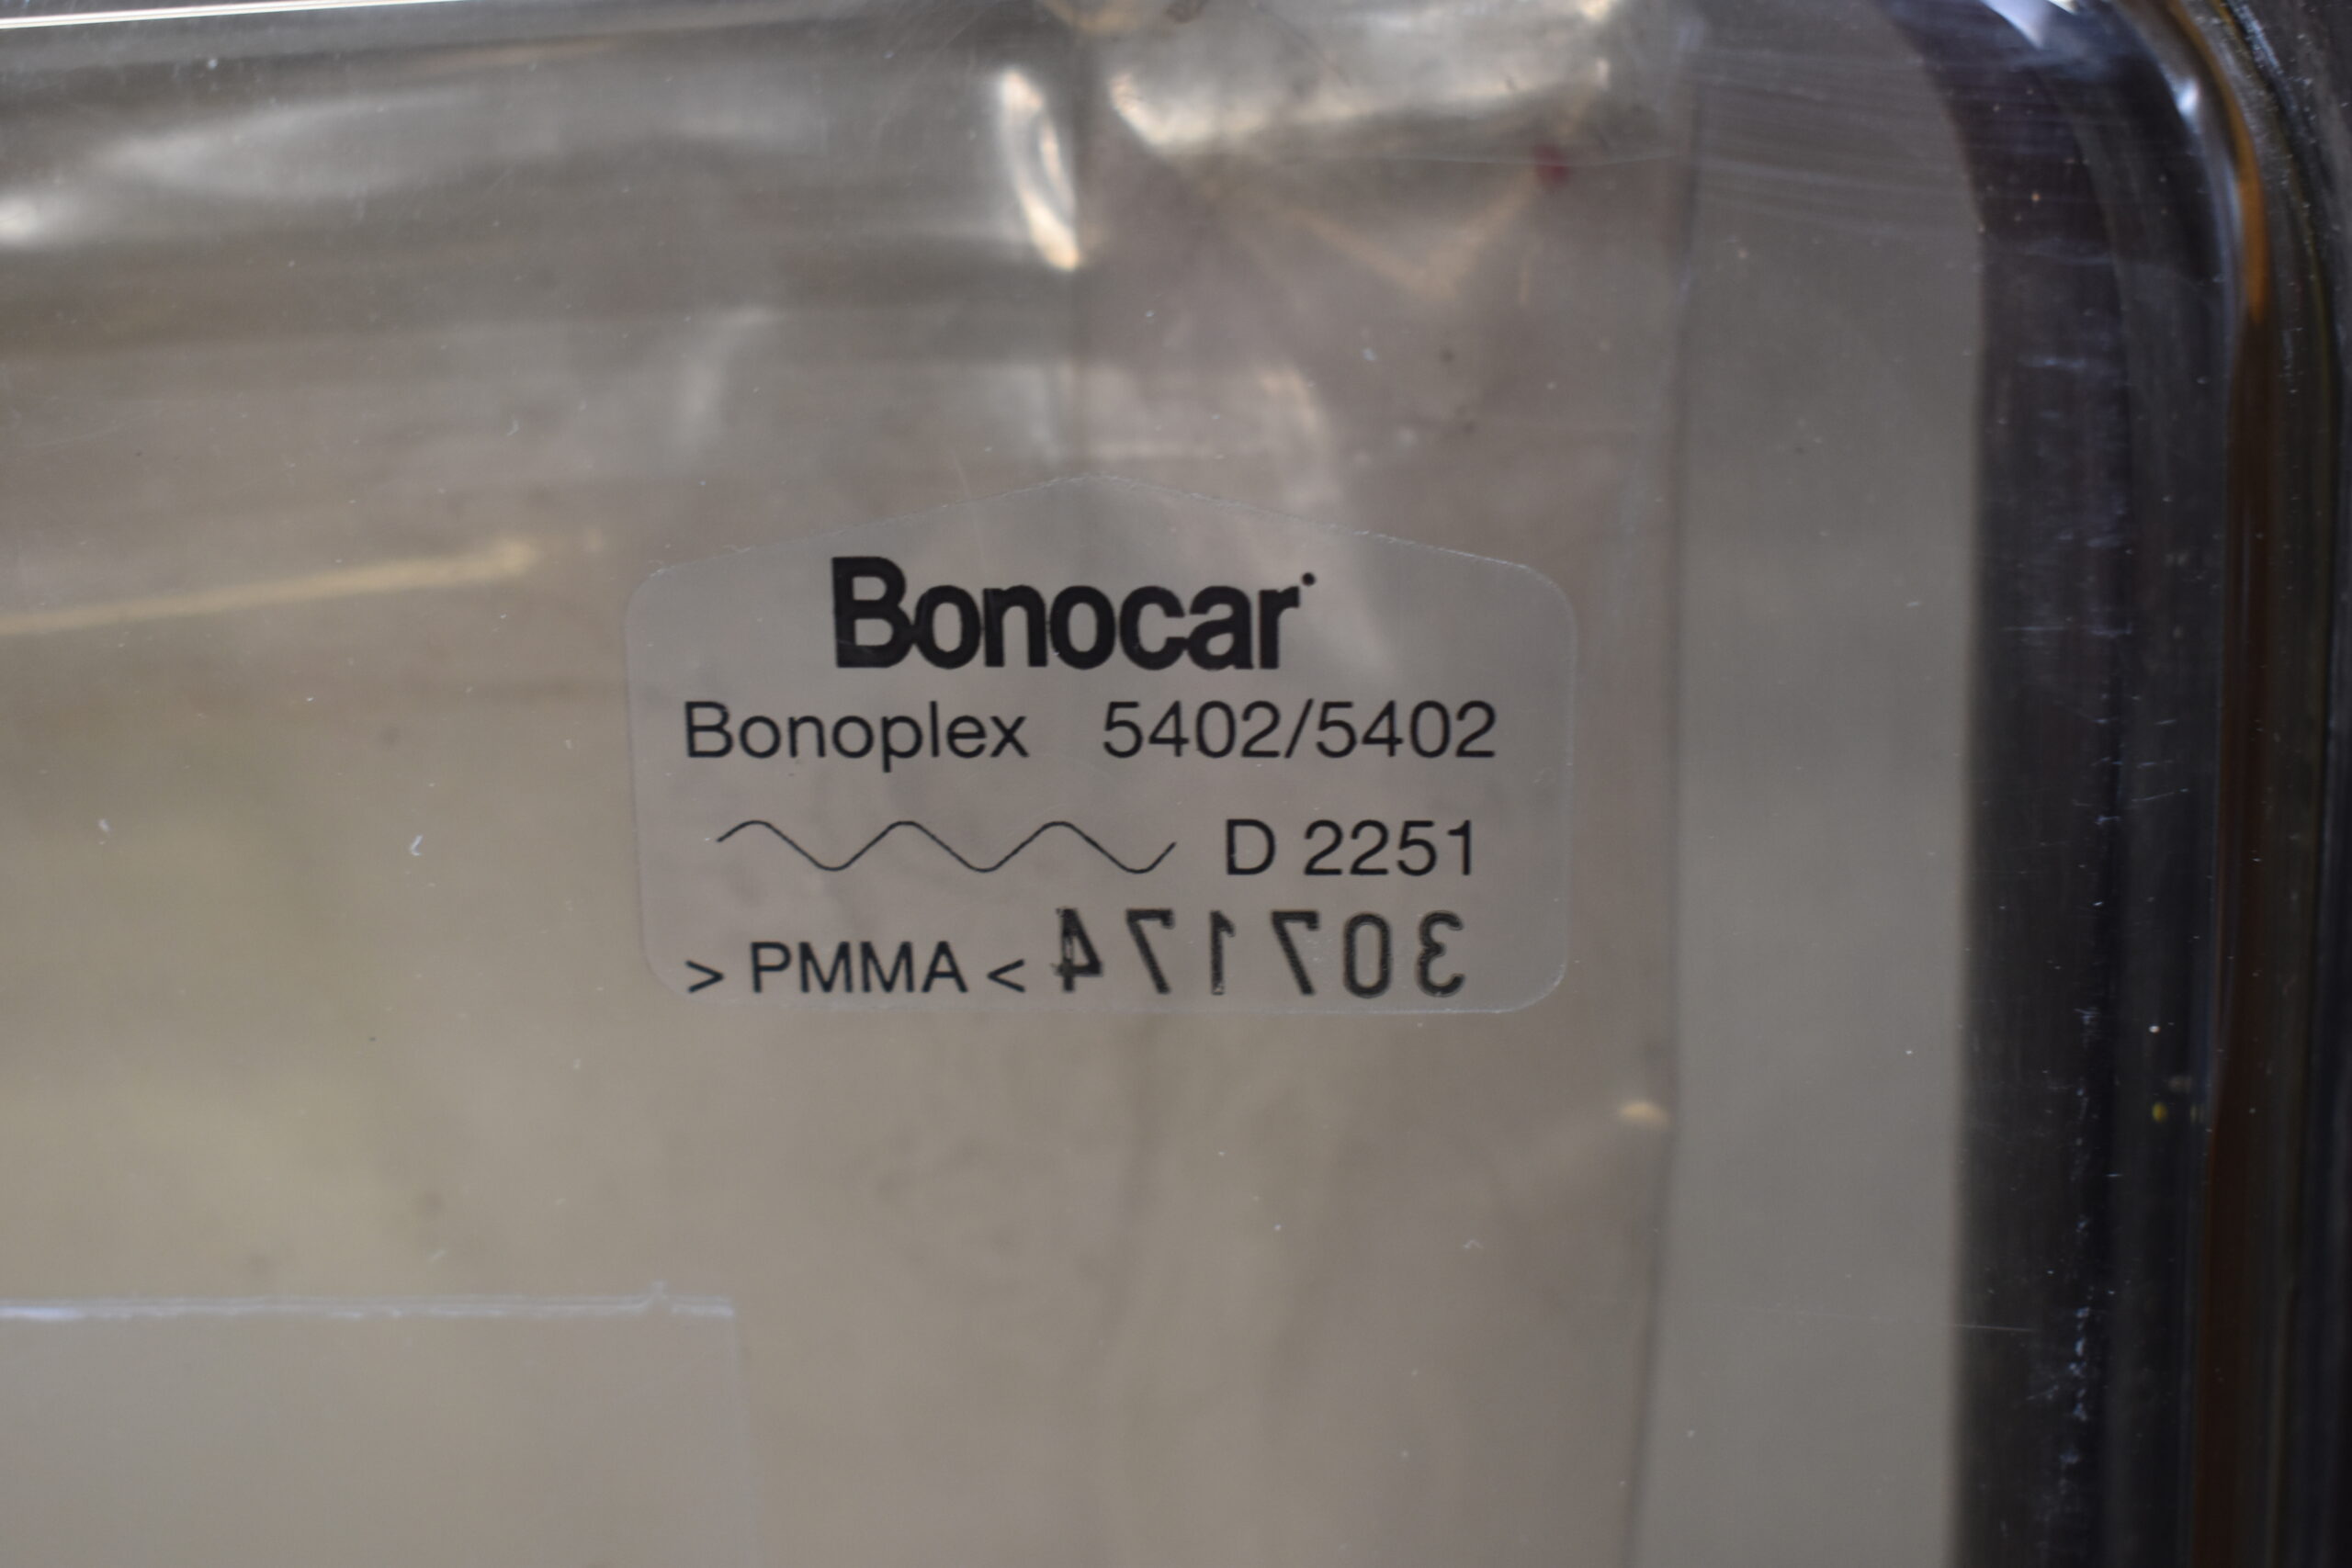 Bonocar
Bonoplex 5402/5402
D 2251
> PMMA < 307174